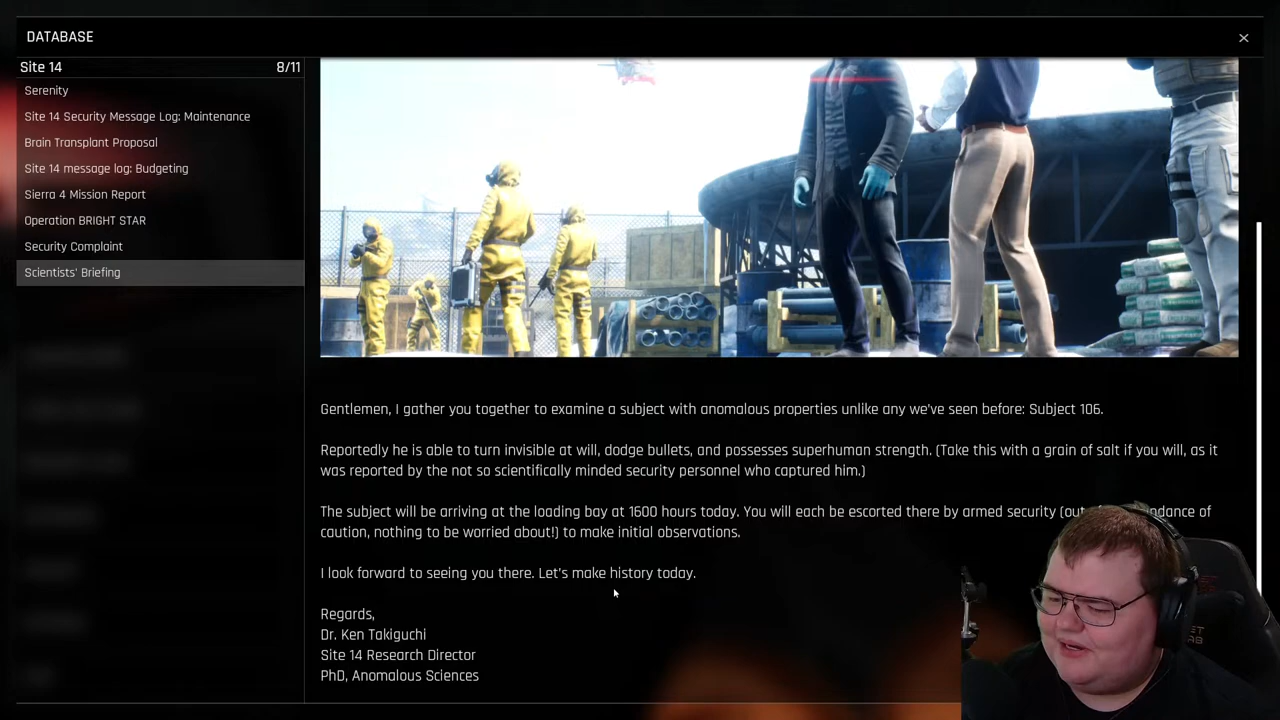 DATABASE
Site 14 8/11
Serenity
Site 14 Security Message Log: Maintenance
Brain Transplant Proposal
Site 14 message log: Budgeting
Sierra 4 Mission Report
Operation BRIGHT STAR
Security Complaint
Scientists' Briefing
Gentlemen, I gather you together to examine a subject with anomalous properties unlike any we've seen before: Subject 106.
Reportedly he is able to turn invisible at will, dodge bullets, and possesses superhuman strength. (Take this with a grain of salt if you will, as it
was reported by the not so scientifically minded security personnel who captured him.)
The subject will be arriving at the loading bay at 1600 hours today. You will each be escorted there by armed security (out of
caution, nothing to be worried about!) to make initial observations.
I look forward to seeing you there. Let's make history today.
Regards,
Dr. Ken Takiguchi
Site 14 Research Director
PhD, Anomalous Sciences